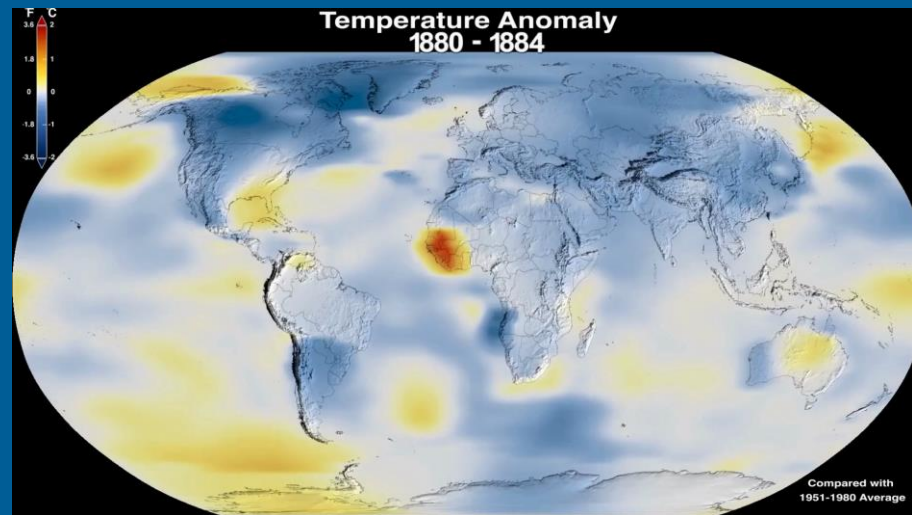 Temperature Anomaly
1880 - 1884
F C
3.6 2
1.8 1
0 0
-1.8 -1
-3.6 -2
Compared with
1951-1980 Average